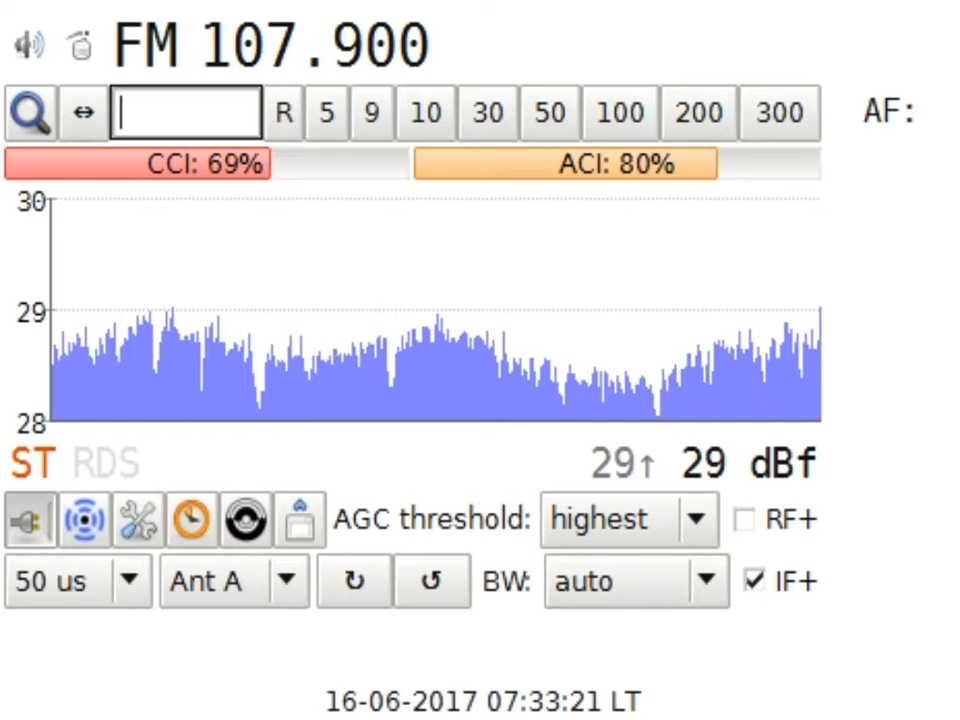 FM 107.900
R 5 9 10 30 50 100 200 300 AF:
CCI: 69% ACI: 80%
30
29
28
ST RDS 29↑ 29 dBf
AGC threshold: highest RF+
50 us Ant A ↻ ↺ BW: auto IF+
16-06-2017 07:33:21 LT